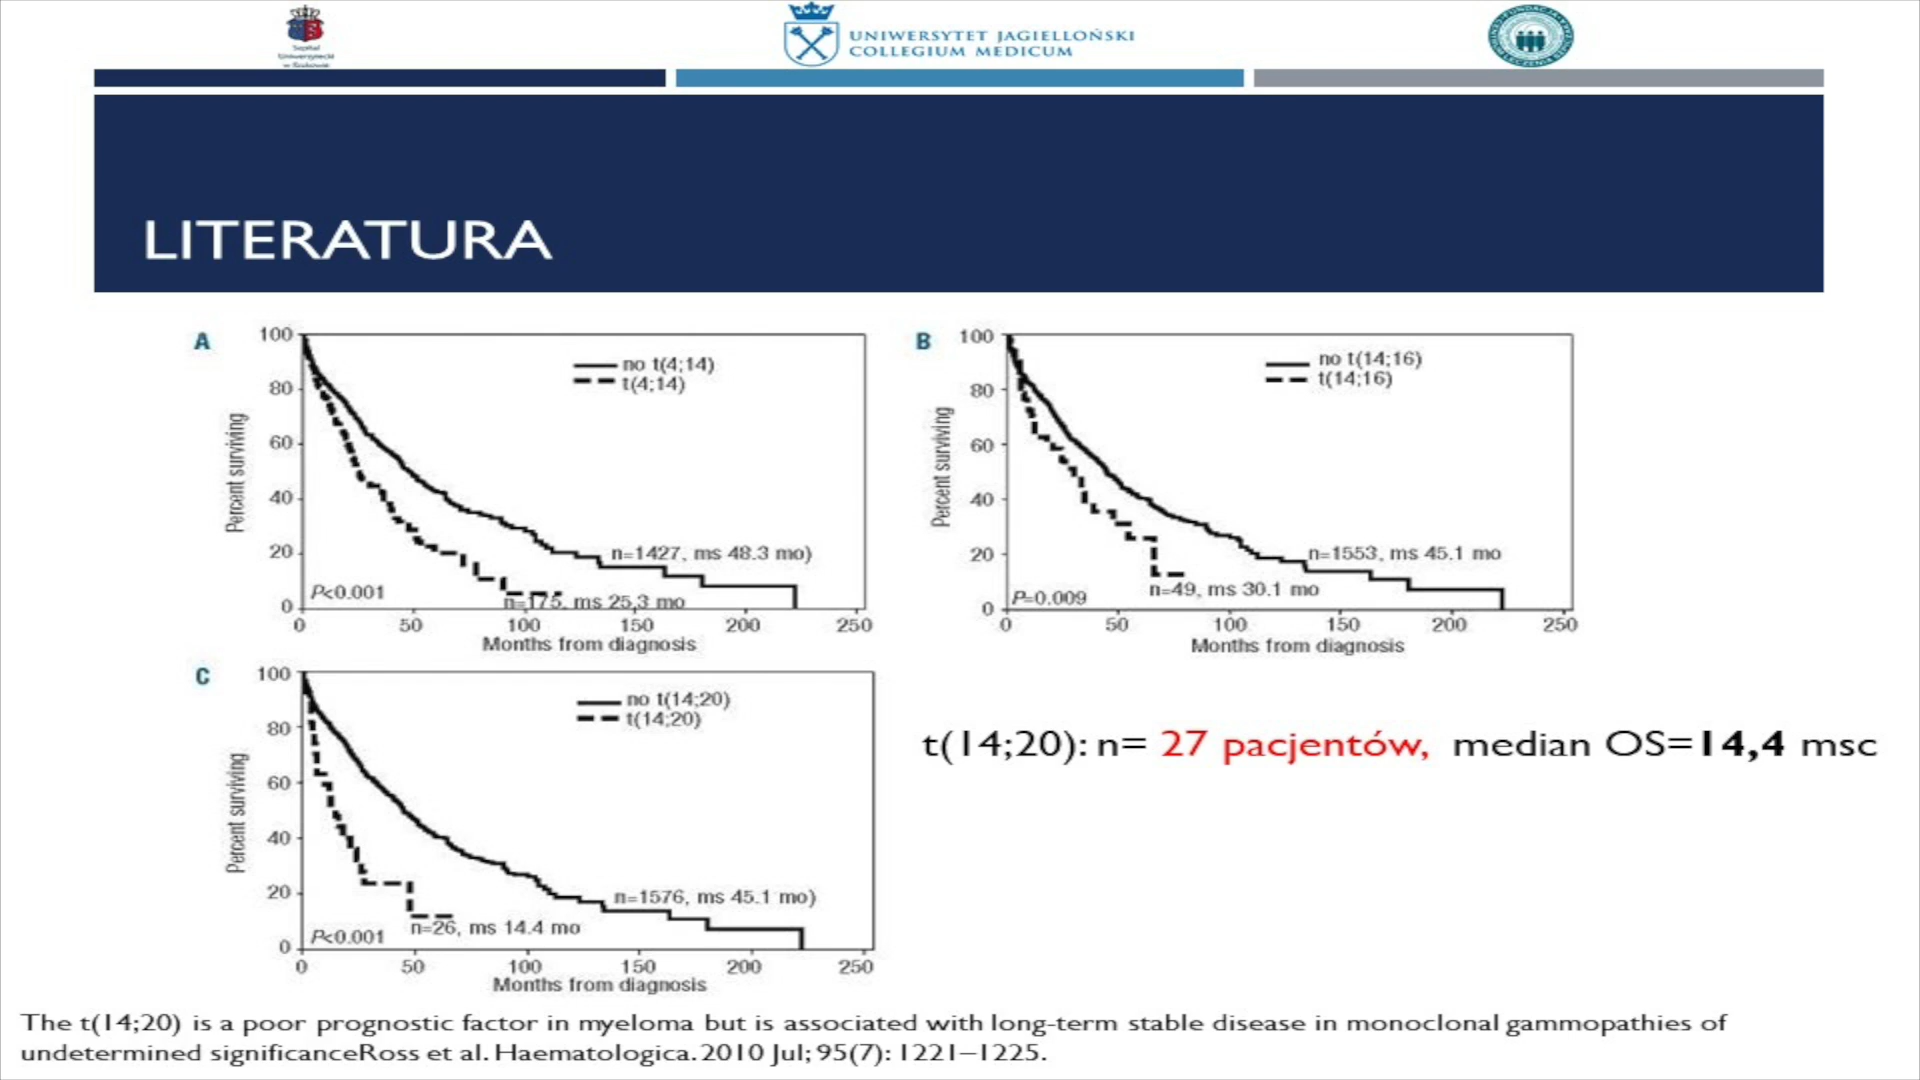 Szpital
Uniwersytecki
w Krakowie
UNIWERSYTET JAGIELLOŃSKI
COLLEGIUM MEDICUM
LITERATURA
A
100
80
60
40
20
0
Percent surviving
no t(4;14)
t(4;14)
n=1427, ms 48.3 mo)
P<0.001
n=175, ms 25.3 mo
0 50 100 150 200 250
Months from diagnosis
B
100
80
60
40
20
0
Percent surviving
no t(14;16)
t(14;16)
n=1553, ms 45.1 mo
n=49, ms 30.1 mo
P=0.009
0 50 100 150 200 250
Months from diagnosis
C
100
80
60
40
20
0
Percent surviving
no t(14;20)
t(14;20)
n=1576, ms 45.1 mo)
n=26, ms 14.4 mo
P<0.001
0 50 100 150 200 250
Months from diagnosis
t(14;20): n= 27 pacjentów, median OS=14,4 msc
The t(14;20) is a poor prognostic factor in myeloma but is associated with long-term stable disease in monoclonal gammopathies of
undetermined significanceRoss et al. Haematologica. 2010 Jul; 95(7): 1221–1225.